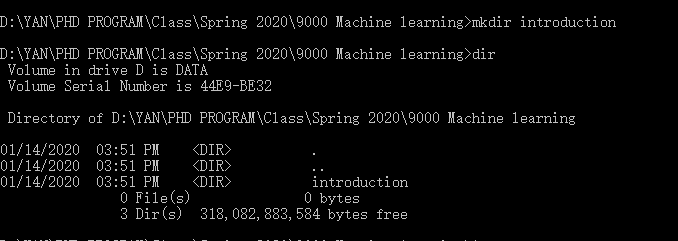 D:\YAN\PHD PROGRAM\Class\Spring 2020\9000 Machine learning>mkdir introduction
D:\YAN\PHD PROGRAM\Class\Spring 2020\9000 Machine learning>dir
Volume in drive D is DATA
Volume Serial Number is 44E9-BE32
Directory of D:\YAN\PHD PROGRAM\Class\Spring 2020\9000 Machine learning
01/14/2020 03:51 PM <DIR> .
01/14/2020 03:51 PM <DIR> ..
01/14/2020 03:51 PM <DIR> introduction
0 File(s) 0 bytes
3 Dir(s) 318,082,883,584 bytes free